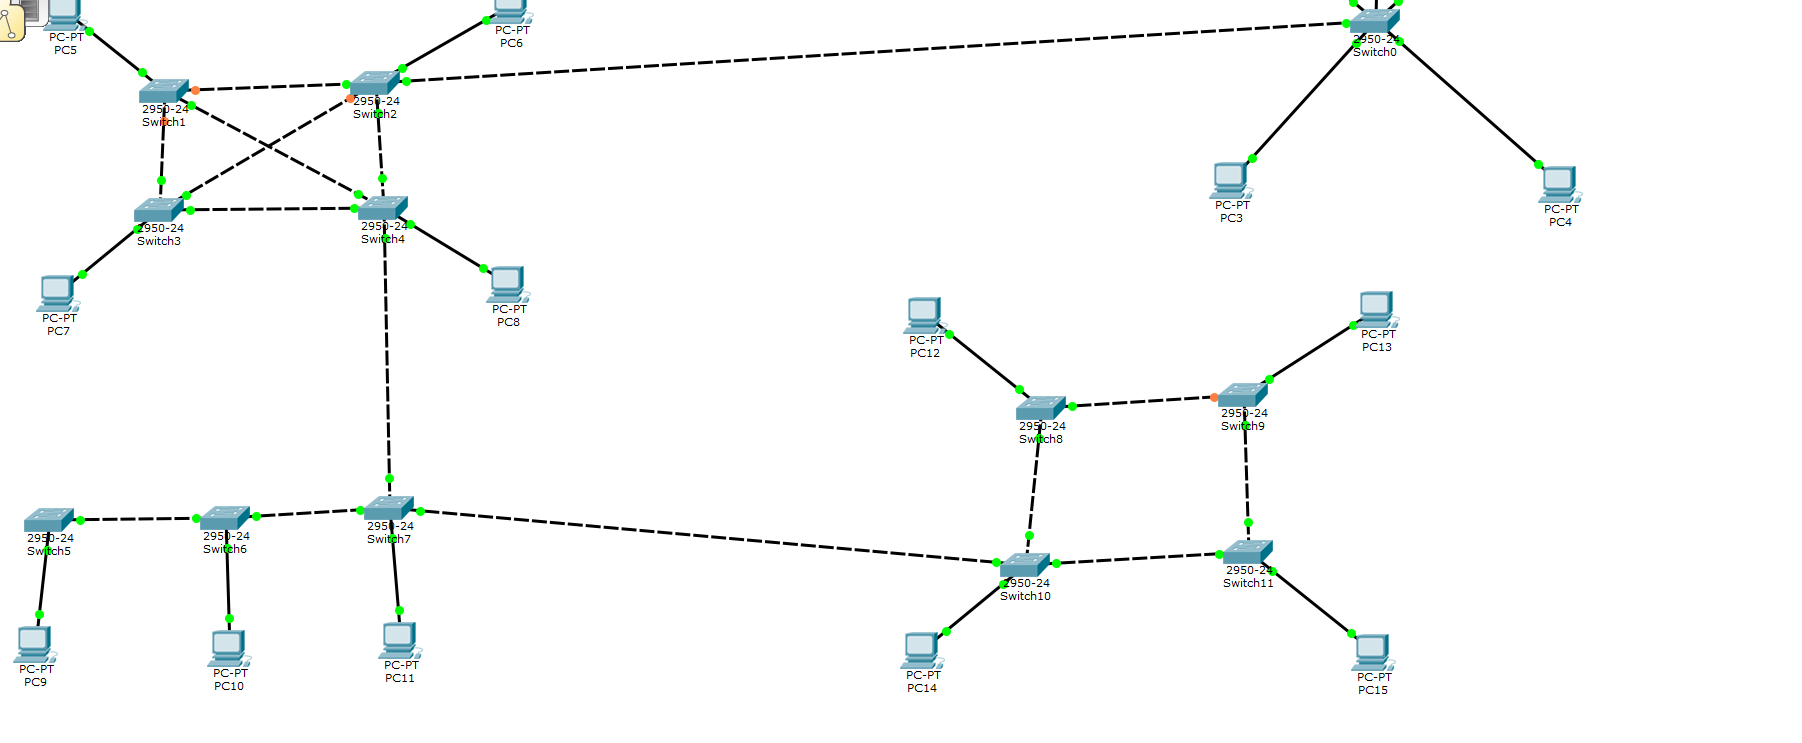 PC-PT
PC5
PC-PT
PC6
2950-24
Switch0
2950-24
Switch1
2950-24
Switch2
PC-PT
PC3
PC-PT
PC4
2950-24
Switch3
2950-24
Switch4
PC-PT
PC7
PC-PT
PC8
PC-PT
PC12
PC-PT
PC13
2950-24
Switch8
2950-24
Switch9
2950-24
Switch5
2950-24
Switch6
2950-24
Switch7
2950-24
Switch10
2950-24
Switch11
PC-PT
PC9
PC-PT
PC10
PC-PT
PC11
PC-PT
PC14
PC-PT
PC15